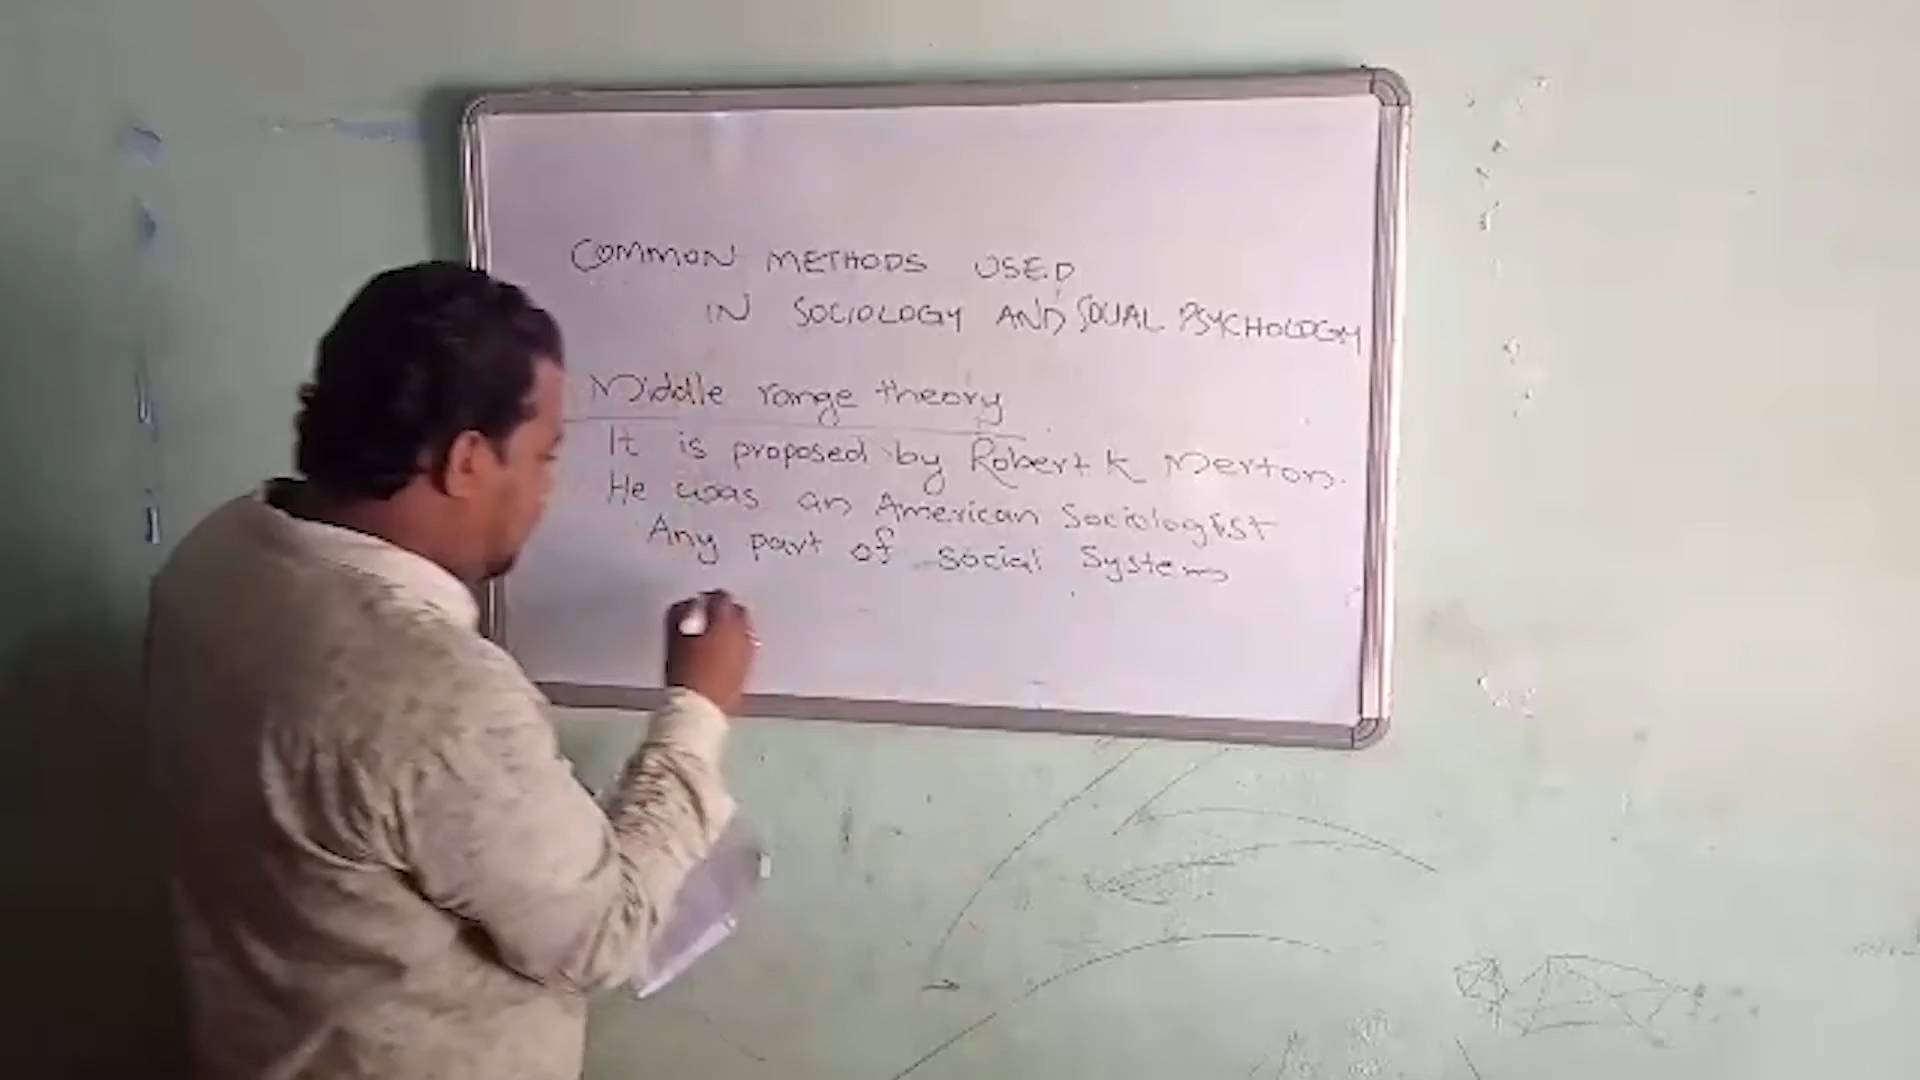 COMMON METHODS USED
IN SOCIOLOGY AND SOCIAL PSYCHOLOGY
Middle range theory
It is proposed by Robert K Merton.
He was an American Sociologist
Any part of social System